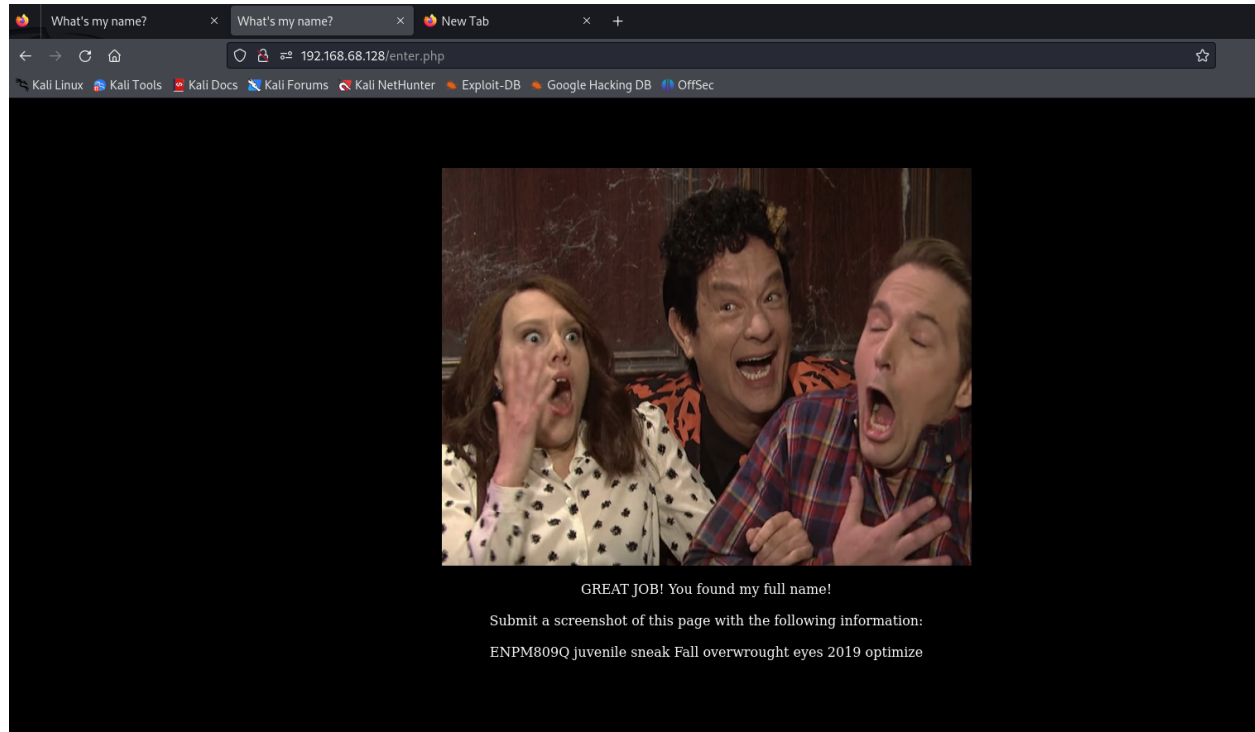 What's my name?
What's my name?
New Tab
192.168.68.128/enter.php
Kali Linux Kali Tools Kali Docs Kali Forums Kali NetHunter Exploit-DB Google Hacking DB OffSec
GREAT JOB! You found my full name!
Submit a screenshot of this page with the following information:
ENPM809Q juvenile sneak Fall overwrought eyes 2019 optimize